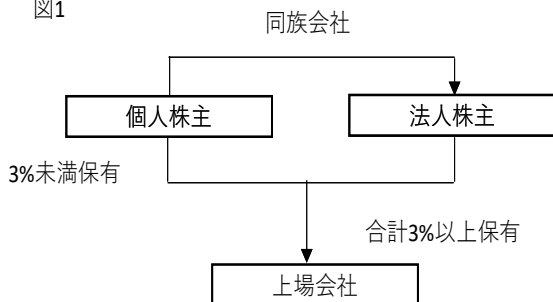 図1
同族会社
個人株主
法人株主
3%未満保有
合計3%以上保有
上場会社